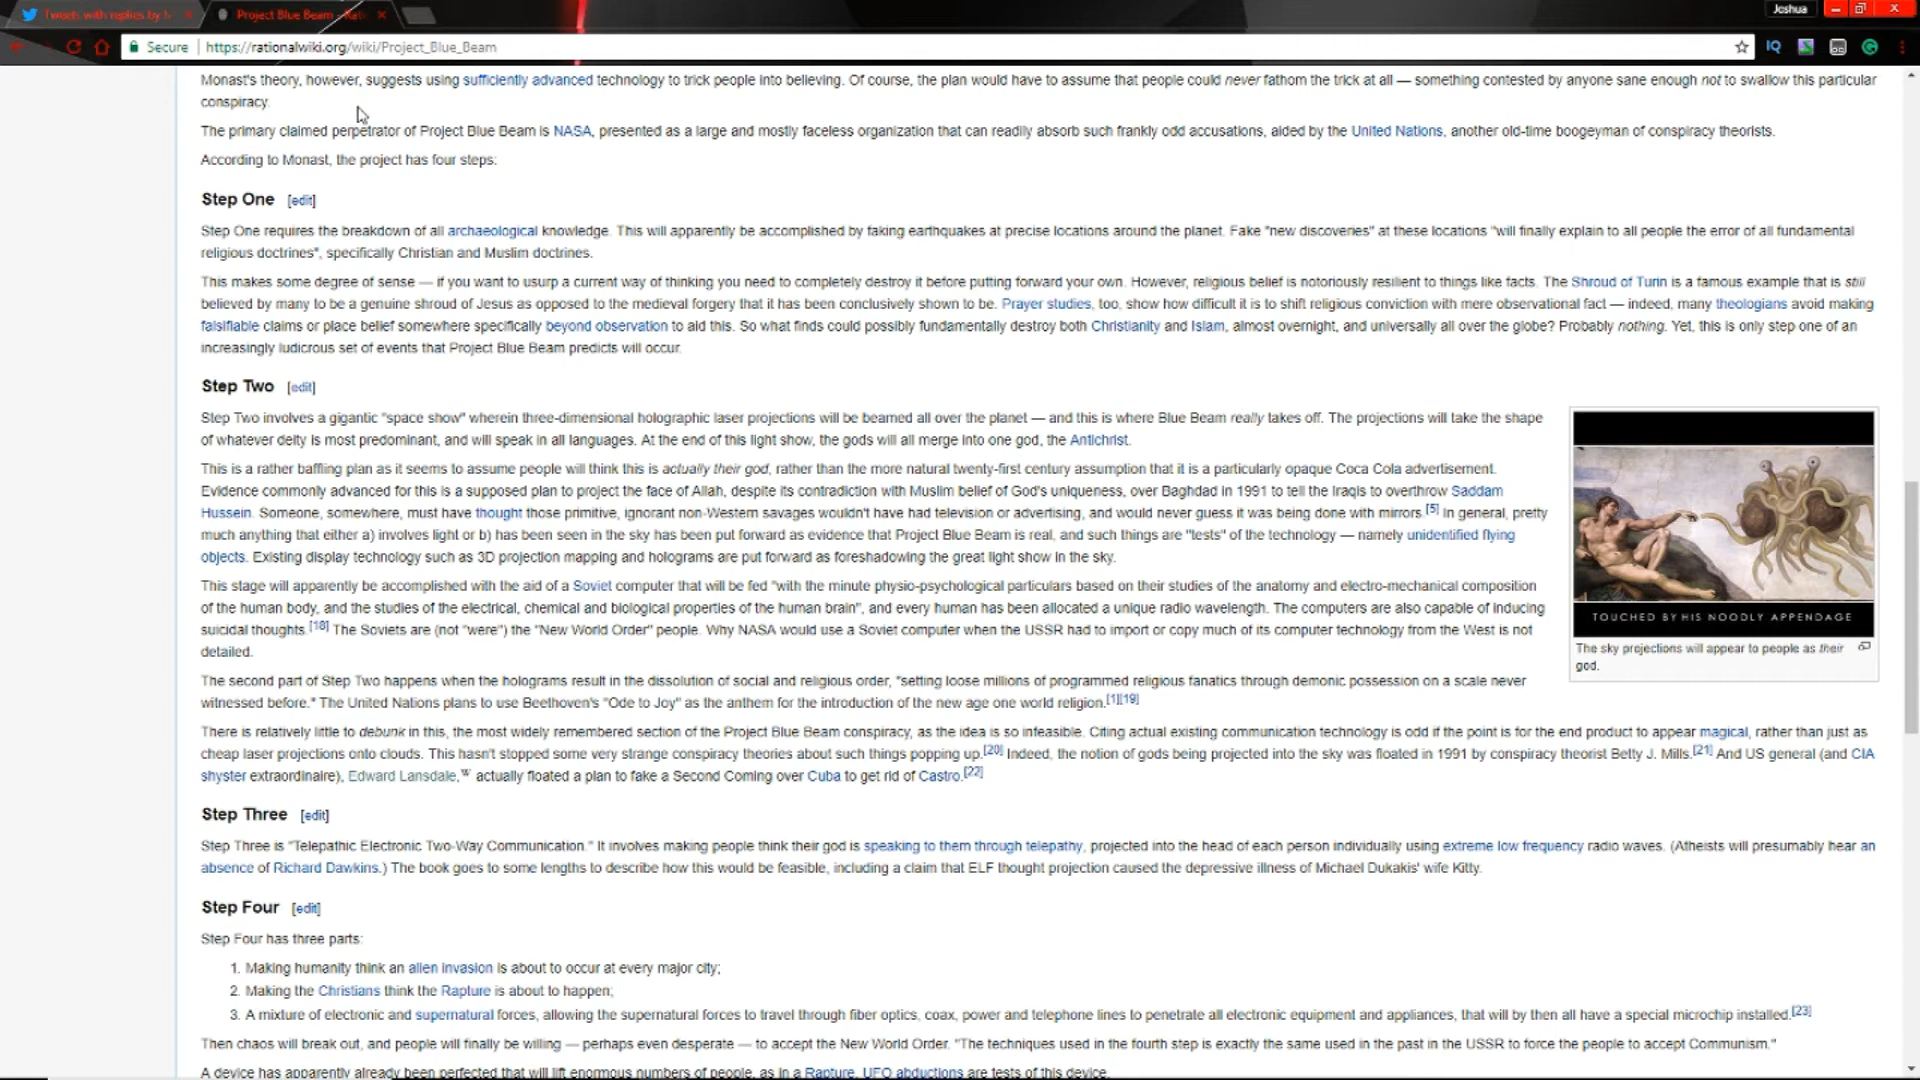 Tweets with replies by
Project Blue Beam - Rati
Joshua
Secure | https://rationalwiki.org/wiki/Project_Blue_Beam
IQ
Monast's theory, however, suggests using sufficiently advanced technology to trick people into believing. Of course, the plan would have to assume that people could never fathom the trick at all — something contested by anyone sane enough not to swallow this particular
conspiracy.
The primary claimed perpetrator of Project Blue Beam is NASA, presented as a large and mostly faceless organization that can readily absorb such frankly odd accusations, aided by the United Nations, another old-time boogeyman of conspiracy theorists.
According to Monast, the project has four steps:
Step One [edit]
Step One requires the breakdown of all archaeological knowledge. This will apparently be accomplished by faking earthquakes at precise locations around the planet. Fake "new discoveries" at these locations "will finally explain to all people the error of all fundamental
religious doctrines", specifically Christian and Muslim doctrines.
This makes some degree of sense — if you want to usurp a current way of thinking you need to completely destroy it before putting forward your own. However, religious belief is notoriously resilient to things like facts. The Shroud of Turin is a famous example that is still
believed by many to be a genuine shroud of Jesus as opposed to the medieval forgery that it has been conclusively shown to be. Prayer studies, too, show how difficult it is to shift religious conviction with mere observational fact — indeed, many theologians avoid making
falsifiable claims or place belief somewhere specifically beyond observation to aid this. So what finds could possibly fundamentally destroy both Christianity and Islam, almost overnight, and universally all over the globe? Probably nothing. Yet, this is only step one of an
increasingly ludicrous set of events that Project Blue Beam predicts will occur.
Step Two [edit]
Step Two involves a gigantic "space show" wherein three-dimensional holographic laser projections will be beamed all over the planet — and this is where Blue Beam really takes off. The projections will take the shape
of whatever deity is most predominant, and will speak in all languages. At the end of this light show, the gods will all merge into one god, the Antichrist.
This is a rather baffling plan as it seems to assume people will think this is actually their god, rather than the more natural twenty-first century assumption that it is a particularly opaque Coca Cola advertisement.
Evidence commonly advanced for this is a supposed plan to project the face of Allah, despite its contradiction with Muslim belief of God's uniqueness, over Baghdad in 1991 to tell the Iraqis to overthrow Saddam
Hussein. Someone, somewhere, must have thought those primitive, ignorant non-Western savages wouldn't have had television or advertising, and would never guess it was being done with mirrors.[5] In general, pretty
much anything that either a) involves light or b) has been seen in the sky has been put forward as evidence that Project Blue Beam is real, and such things are "tests" of the technology — namely unidentified flying
objects. Existing display technology such as 3D projection mapping and holograms are put forward as foreshadowing the great light show in the sky.
This stage will apparently be accomplished with the aid of a Soviet computer that will be fed "with the minute physio-psychological particulars based on their studies of the anatomy and electro-mechanical composition
of the human body, and the studies of the electrical, chemical and biological properties of the human brain", and every human has been allocated a unique radio wavelength. The computers are also capable of inducing
suicidal thoughts.[18] The Soviets are (not "were") the "New World Order" people. Why NASA would use a Soviet computer when the USSR had to import or copy much of its computer technology from the West is not
detailed.
TOUCHED BY HIS NOODLY APPENDAGE
The sky projections will appear to people as their
god.
The second part of Step Two happens when the holograms result in the dissolution of social and religious order, "setting loose millions of programmed religious fanatics through demonic possession on a scale never
witnessed before." The United Nations plans to use Beethoven's "Ode to Joy" as the anthem for the introduction of the new age one world religion.[1][19]
There is relatively little to debunk in this, the most widely remembered section of the Project Blue Beam conspiracy, as the idea is so infeasible. Citing actual existing communication technology is odd if the point is for the end product to appear magical, rather than just as
cheap laser projections onto clouds. This hasn't stopped some very strange conspiracy theories about such things popping up.[20] Indeed, the notion of gods being projected into the sky was floated in 1991 by conspiracy theorist Betty J. Mills.[21] And US general (and CIA
shyster extraordinaire), Edward Lansdale,W actually floated a plan to fake a Second Coming over Cuba to get rid of Castro.[22]
Step Three [edit]
Step Three is "Telepathic Electronic Two-Way Communication." It involves making people think their god is speaking to them through telepathy, projected into the head of each person individually using extreme low frequency radio waves. (Atheists will presumably hear an
absence of Richard Dawkins.) The book goes to some lengths to describe how this would be feasible, including a claim that ELF thought projection caused the depressive illness of Michael Dukakis' wife Kitty.
Step Four [edit]
Step Four has three parts:
1. Making humanity think an alien invasion is about to occur at every major city;
2. Making the Christians think the Rapture is about to happen;
3. A mixture of electronic and supernatural forces, allowing the supernatural forces to travel through fiber optics, coax, power and telephone lines to penetrate all electronic equipment and appliances, that will by then all have a special microchip installed.[23]
Then chaos will break out, and people will finally be willing — perhaps even desperate — to accept the New World Order. "The techniques used in the fourth step is exactly the same used in the past in the USSR to force the people to accept Communism."
A device has apparently already been perfected that will lift enormous numbers of people, as in a Rapture. UFO abductions are tests of this device.